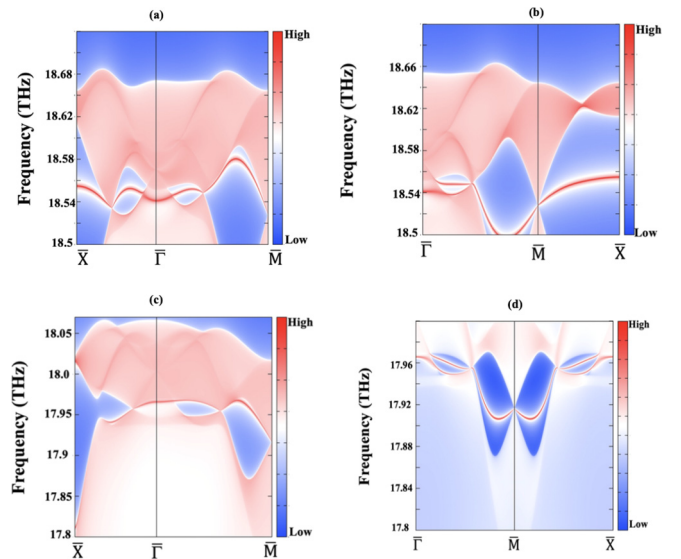 (a)
High
Frequency (THz)
18.68
18.62
18.58
18.54
18.5
Low
X̅ Γ̅ M̅
(b)
High
Frequency (THz)
18.66
18.62
18.58
18.54
18.5
Low
Γ̅ M̅ X̅
(c)
High
Frequency (THz)
18.05
18.0
17.95
17.9
17.85
17.8
Low
X̅ Γ̅ M̅
(d)
High
Frequency (THz)
17.96
17.92
17.88
17.84
17.8
Low
Γ̅ M̅ X̅